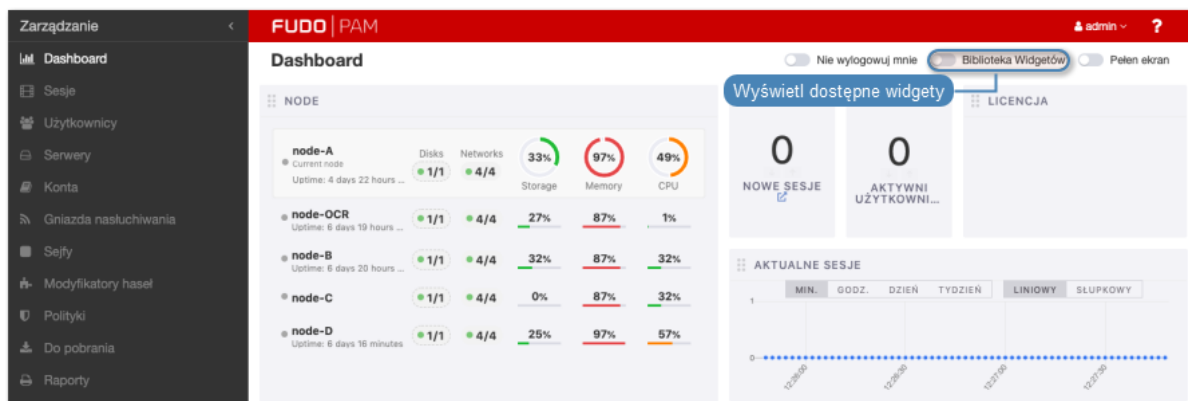 Zarządzanie
FUDO PAM
admin
?
Dashboard
Sesje
Użytkownicy
Serwery
Konta
Gniazda nasłuchiwania
Sejfy
Modyfikatory haseł
Polityki
Do pobrania
Raporty
Dashboard
Nie wylogowuj mnie
Biblioteka Widgetów
Pełen ekran
Wyświetl dostępne widgety
NODE
node-A
Current node
Uptime: 4 days 22 hours ...
Disks
1/1
Networks
4/4
33%
Storage
97%
Memory
49%
CPU
node-OCR
Uptime: 6 days 19 hours ...
1/1
4/4
27%
87%
1%
node-B
Uptime: 6 days 20 hours ...
1/1
4/4
32%
87%
32%
node-C
1/1
4/4
0%
87%
32%
node-D
Uptime: 6 days 16 minutes
1/1
4/4
25%
97%
57%
0
NOWE SESJE
0
AKTYWNI
UŻYTKOWNI...
LICENCJA
AKTUALNE SESJE
MIN.
GODZ.
DZIEŃ
TYDZIEŃ
LINIOWY
SŁUPKOWY
1
0
12:26:00
12:26:30
12:27:00
12:27:30